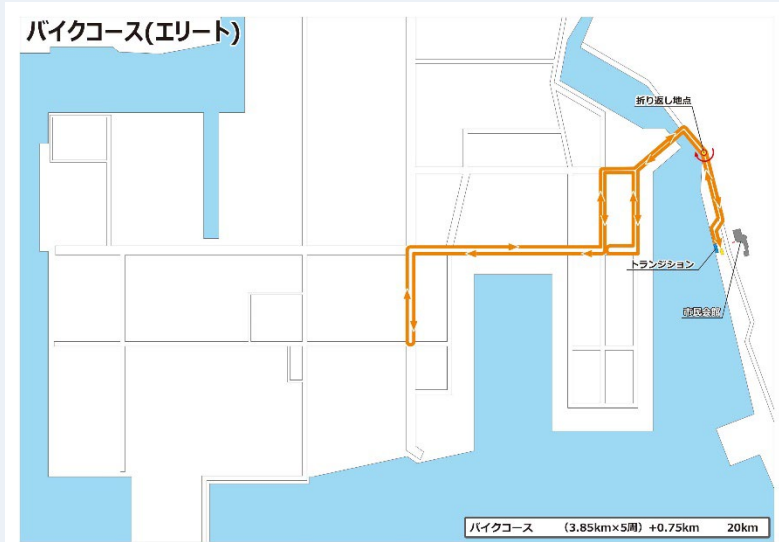 バイクコース(エリート)
折り返し地点
トランジション
市民会館
バイクコース （3.85km×5周）+0.75km 20km